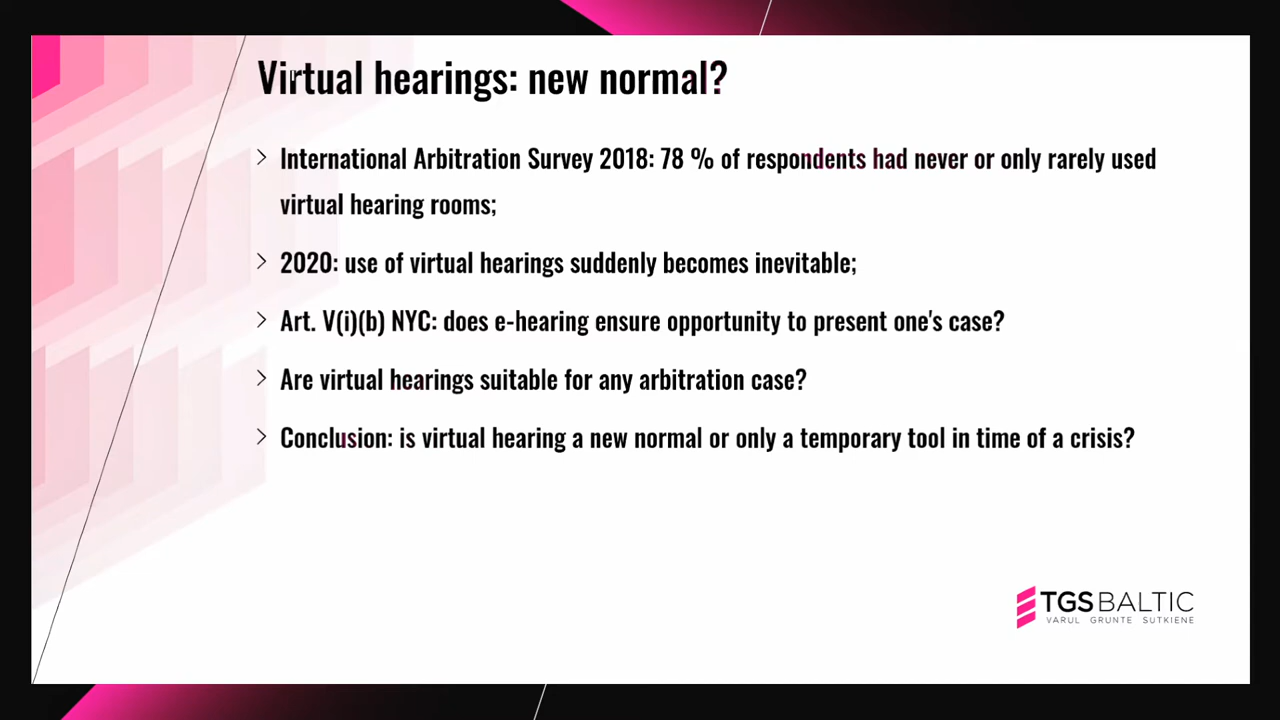 Virtual hearings: new normal?
International Arbitration Survey 2018: 78 % of respondents had never or only rarely used
virtual hearing rooms;
2020: use of virtual hearings suddenly becomes inevitable;
Art. V(i)(b) NYC: does e-hearing ensure opportunity to present one's case?
Are virtual hearings suitable for any arbitration case?
Conclusion: is virtual hearing a new normal or only a temporary tool in time of a crisis?
TGS BALTIC
VARUL GRUNTE SUTKIENE